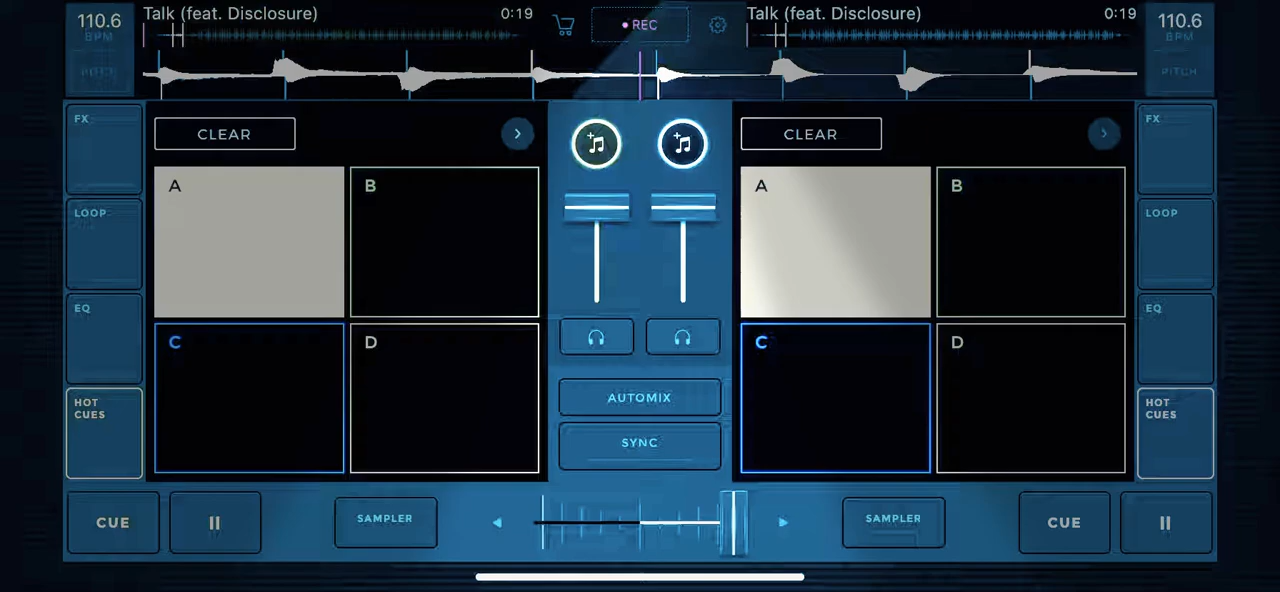 110.6
BPM
PITCH
Talk (feat. Disclosure)
0:19
REC
Talk (feat. Disclosure)
0:19
110.6
BPM
PITCH
FX
LOOP
EQ
HOT
CUES
CLEAR
A
B
C
D
AUTOMIX
SYNC
CLEAR
A
B
C
D
FX
LOOP
EQ
HOT
CUES
CUE
SAMPLER
SAMPLER
CUE